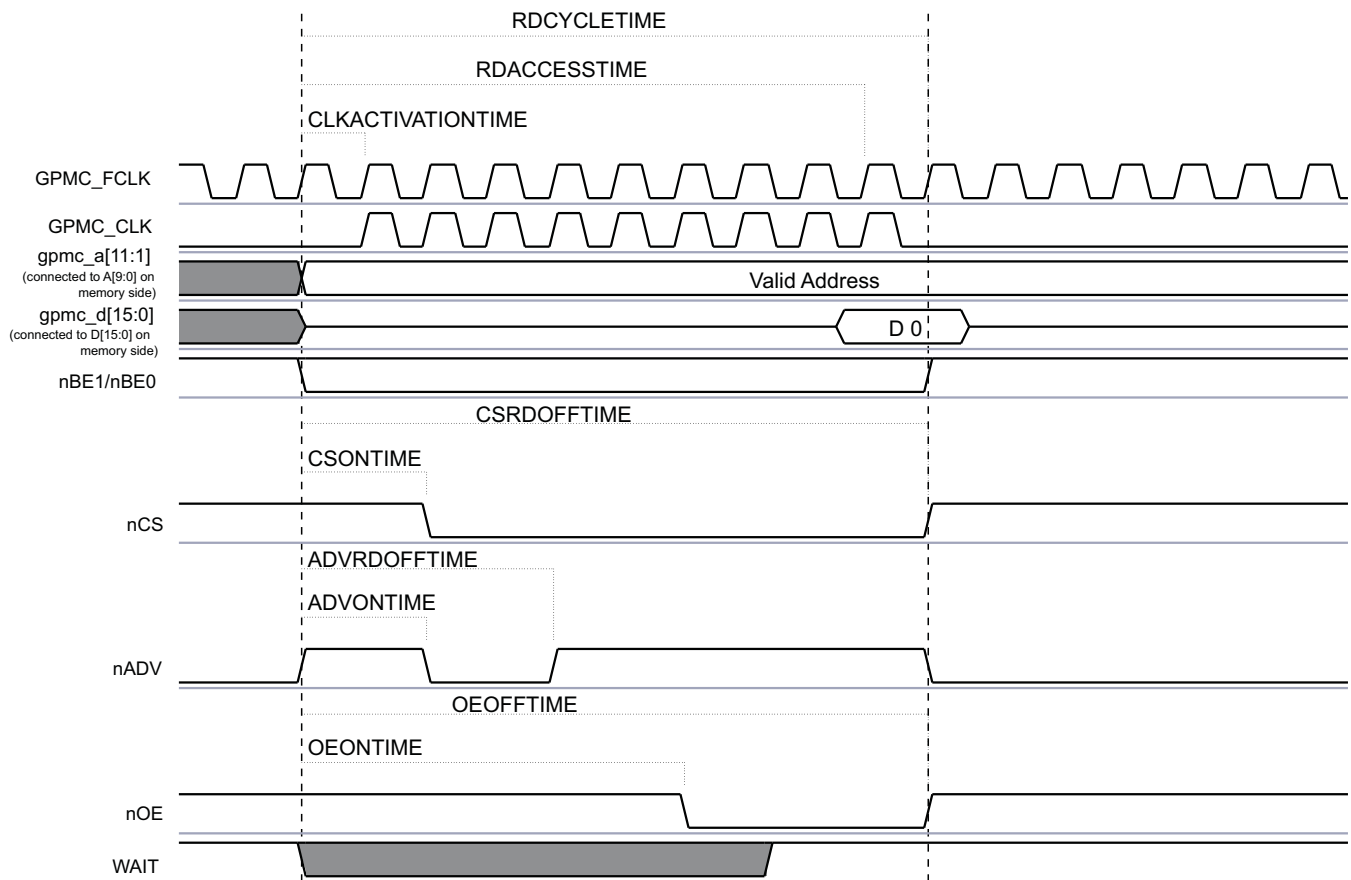 RDCYCLETIME
RDACCESSTIME
CLKACTIVATIONTIME
GPMC_FCLK
GPMC_CLK
gpmc_a[11:1]
(connected to A[9:0] on
memory side)
Valid Address
gpmc_d[15:0]
(connected to D[15:0] on
memory side)
D 0
nBE1/nBE0
CSRDOFFTIME
CSONTIME
nCS
ADVRDOFFTIME
ADVONTIME
nADV
OEOFFTIME
OEONTIME
nOE
WAIT